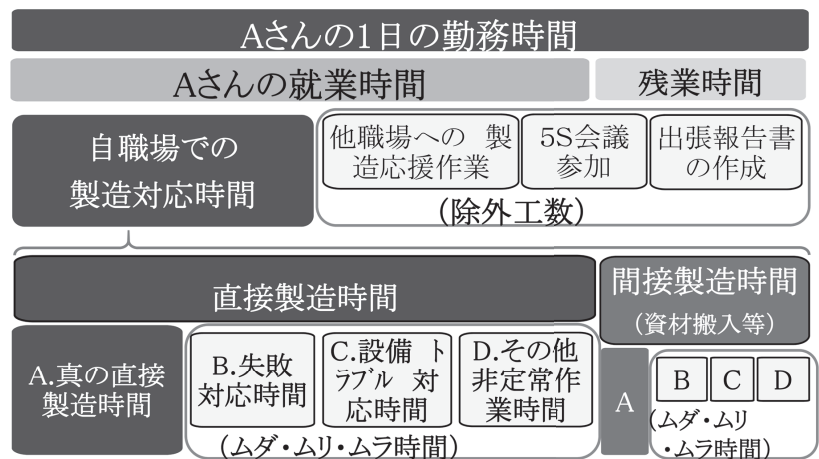 Aさんの1日の勤務時間
Aさんの就業時間
残業時間
自職場での
製造対応時間
他職場への 製
造応援作業
5S会議
参加
出張報告書
の作成
(除外工数)
直接製造時間
間接製造時間
(資材搬入等)
A.真の直接
製造時間
B.失敗
対応時間
C.設備 ト
ラブル 対
応時間
D.その他
非定常作
業時間
(ムダ・ムリ・ムラ時間)
A
B
C
D
(ムダ・ムリ
・ムラ時間)